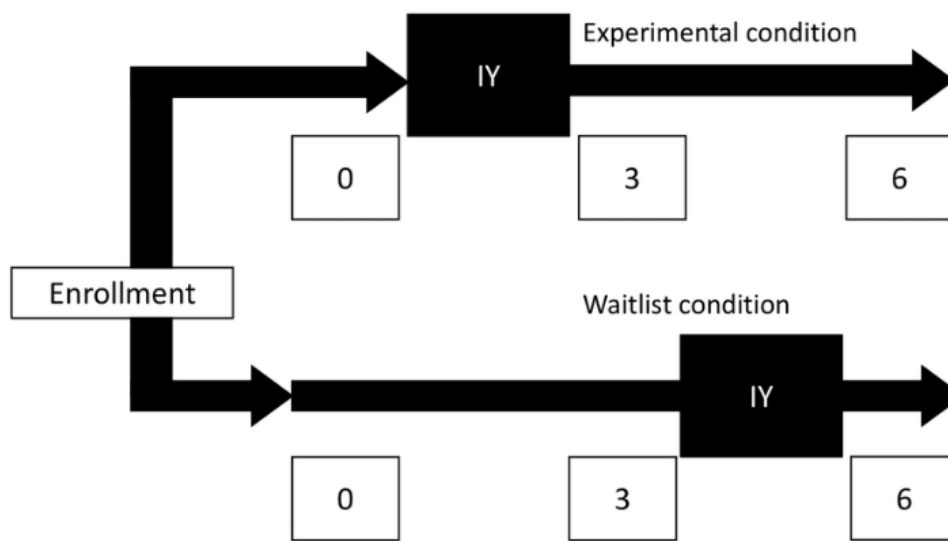 Experimental condition
IY
0
3
6
Enrollment
Waitlist condition
IY
0
3
6